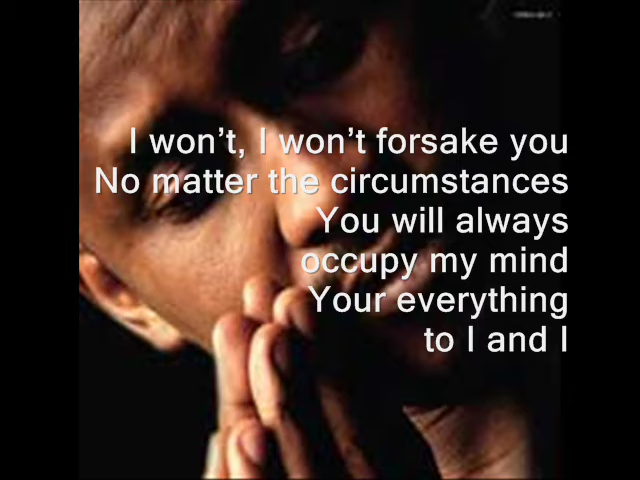 I won't, I won't forsake you
No matter the circumstances
You will always
occupy my mind
Your everything
to I and I